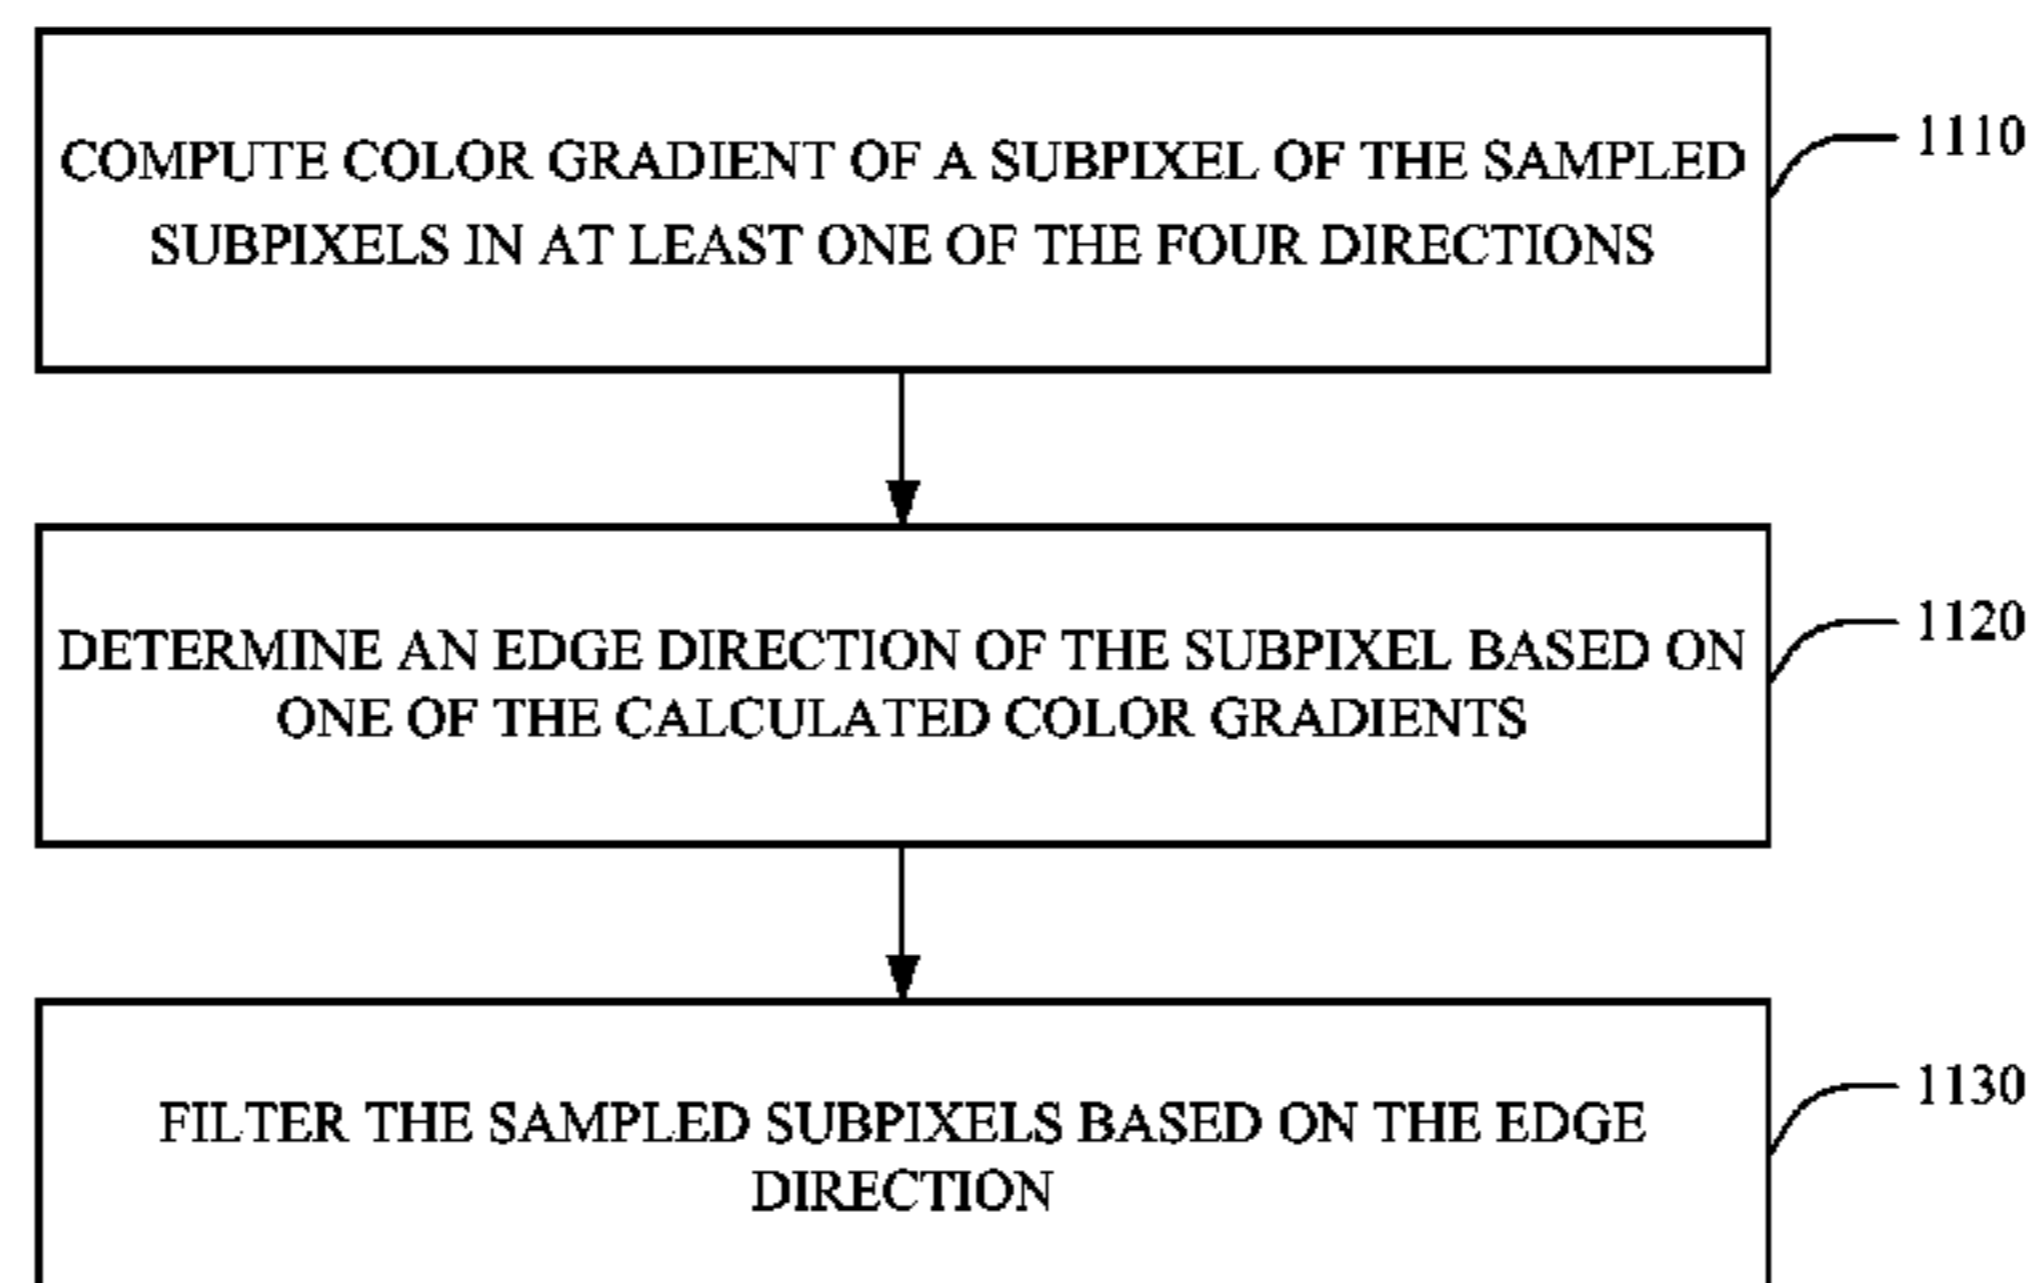 COMPUTE COLOR GRADIENT OF A SUBPIXEL OF THE SAMPLED
SUBPIXELS IN AT LEAST ONE OF THE FOUR DIRECTIONS
1110
DETERMINE AN EDGE DIRECTION OF THE SUBPIXEL BASED ON
ONE OF THE CALCULATED COLOR GRADIENTS
1120
FILTER THE SAMPLED SUBPIXELS BASED ON THE EDGE
DIRECTION
1130